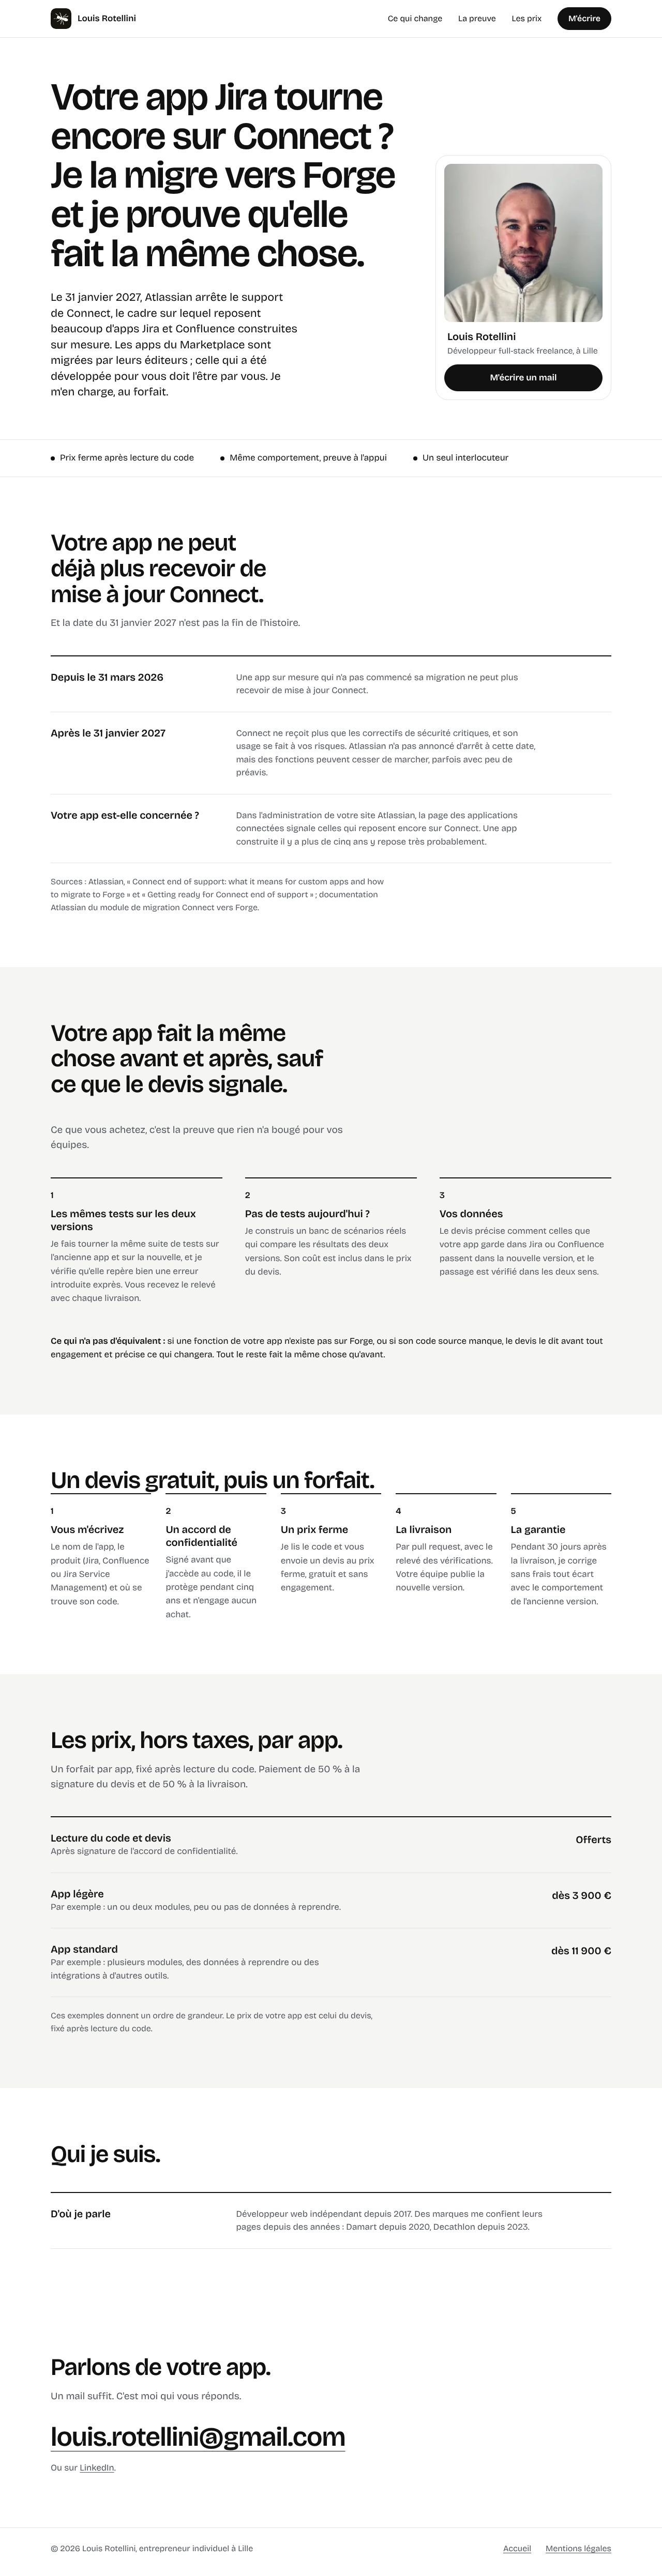 Louis Rotellini
Ce qui change
La preuve
Les prix
M'écrire
Votre app Jira tourne
encore sur Connect ?
Je la migre vers Forge
et je prouve qu'elle
fait la même chose.
Le 31 janvier 2027, Atlassian arrête le support
de Connect, le cadre sur lequel reposent
beaucoup d'apps Jira et Confluence construites
sur mesure. Les apps du Marketplace sont
migrées par leurs éditeurs ; celle qui a été
développée pour vous doit l'être par vous. Je
m'en charge, au forfait.
Louis Rotellini
Développeur full-stack freelance, à Lille
M'écrire un mail
Prix ferme après lecture du code
Même comportement, preuve à l'appui
Un seul interlocuteur
Votre app ne peut
déjà plus recevoir de
mise à jour Connect.
Et la date du 31 janvier 2027 n'est pas la fin de l'histoire.
Depuis le 31 mars 2026
Une app sur mesure qui n'a pas commencé sa migration ne peut plus
recevoir de mise à jour Connect.
Après le 31 janvier 2027
Connect ne reçoit plus que les correctifs de sécurité critiques, et son
usage se fait à vos risques. Atlassian n'a pas annoncé d'arrêt à cette date,
mais des fonctions peuvent cesser de marcher, parfois avec peu de
préavis.
Votre app est-elle concernée ?
Dans l'administration de votre site Atlassian, la page des applications
connectées signale celles qui reposent encore sur Connect. Une app
construite il y a plus de cinq ans y repose très probablement.
Sources : Atlassian, « Connect end of support: what it means for custom apps and how
to migrate to Forge » et « Getting ready for Connect end of support » ; documentation
Atlassian du module de migration Connect vers Forge.
Votre app fait la même
chose avant et après, sauf
ce que le devis signale.
Ce que vous achetez, c'est la preuve que rien n'a bougé pour vos
équipes.
1
Les mêmes tests sur les deux
versions
Je fais tourner la même suite de tests sur
l'ancienne app et sur la nouvelle, et je
vérifie qu'elle repère bien une erreur
introduite exprès. Vous recevez le relevé
avec chaque livraison.
2
Pas de tests aujourd'hui ?
Je construis un banc de scénarios réels
qui compare les résultats des deux
versions. Son coût est inclus dans le prix
du devis.
3
Vos données
Le devis précise comment celles que
votre app garde dans Jira ou Confluence
passent dans la nouvelle version, et le
passage est vérifié dans les deux sens.
Ce qui n'a pas d'équivalent : si une fonction de votre app n'existe pas sur Forge, ou si son code source manque, le devis le dit avant tout
engagement et précise ce qui changera. Tout le reste fait la même chose qu'avant.
Un devis gratuit, puis un forfait.
1
Vous m'écrivez
Le nom de l'app, le
produit (Jira, Confluence
ou Jira Service
Management) et où se
trouve son code.
2
Un accord de
confidentialité
Signé avant que
j'accède au code, il le
protège pendant cinq
ans et n'engage aucun
achat.
3
Un prix ferme
Je lis le code et vous
envoie un devis au prix
ferme, gratuit et sans
engagement.
4
La livraison
Par pull request, avec le
relevé des vérifications.
Votre équipe publie la
nouvelle version.
5
La garantie
Pendant 30 jours après
la livraison, je corrige
sans frais tout écart
avec le comportement
de l'ancienne version.
Les prix, hors taxes, par app.
Un forfait par app, fixé après lecture du code. Paiement de 50 % à la
signature du devis et de 50 % à la livraison.
Lecture du code et devis
Après signature de l'accord de confidentialité.
Offerts
App légère
Par exemple : un ou deux modules, peu ou pas de données à reprendre.
dès 3 900 €
App standard
Par exemple : plusieurs modules, des données à reprendre ou des
intégrations à d'autres outils.
dès 11 900 €
Ces exemples donnent un ordre de grandeur. Le prix de votre app est celui du devis,
fixé après lecture du code.
Qui je suis.
D'où je parle
Développeur web indépendant depuis 2017. Des marques me confient leurs
pages depuis des années : Damart depuis 2020, Decathlon depuis 2023.
Parlons de votre app.
Un mail suffit. C'est moi qui vous réponds.
louis.rotellini@gmail.com
Ou sur LinkedIn.
© 2026 Louis Rotellini, entrepreneur individuel à Lille
Accueil
Mentions légales